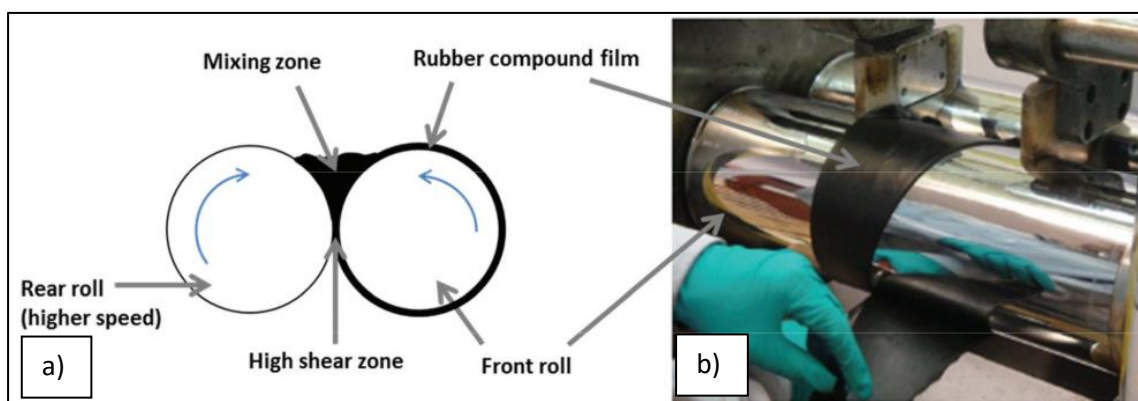 Mixing zone
Rubber compound film
Rear roll
(higher speed)
High shear zone
Front roll
a)
b)